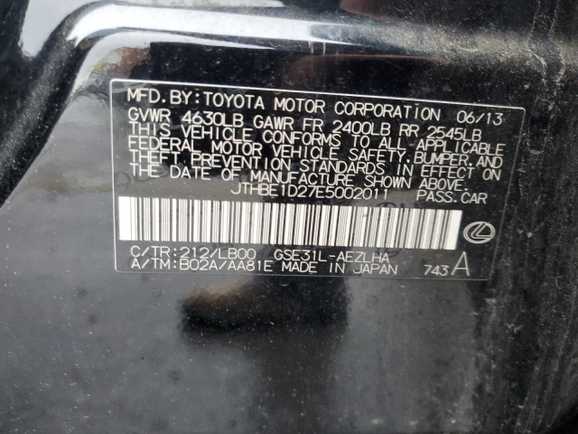 MFD.BY:TOYOTA MOTOR CORPORATION 06/13
GVWR 4630LB GAWR FR 2400LB RR 2545LB
THIS VEHICLE CONFORMS TO ALL APPLICABLE
FEDERAL MOTOR VEHICLE SAFETY, BUMPER, AND
THEFT PREVENTION STANDARDS IN EFFECT ON
THE DATE OF MANUFACTURE SHOWN ABOVE.
JTHBE1D27E5002011 PASS.CAR
C/TR:212/LB00 GSE31L-AEZLHA
A/TM:B02A/AA81E MADE IN JAPAN 743 A